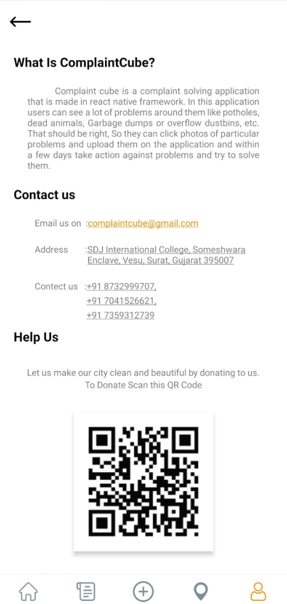 What Is ComplaintCube?
Complaint cube is a complaint solving application
that is made in react native framework. In this application
users can see a lot of problems around them like potholes,
dead animals, Garbage dumps or overflow dustbins, etc.
That should be right, So they can click photos of particular
problems and upload them on the application and within
a few days take action against problems and try to solve
them.
Contact us
Email us on :complaintcube@gmail.com
Address :SDJ International College, Someshwara
Enclave, Vesu, Surat, Gujarat 395007
Contect us :+91 8732999707,
+91 7041526621,
+91 7359312739
Help Us
Let us make our city clean and beautiful by donating to us.
To Donate Scan this QR Code